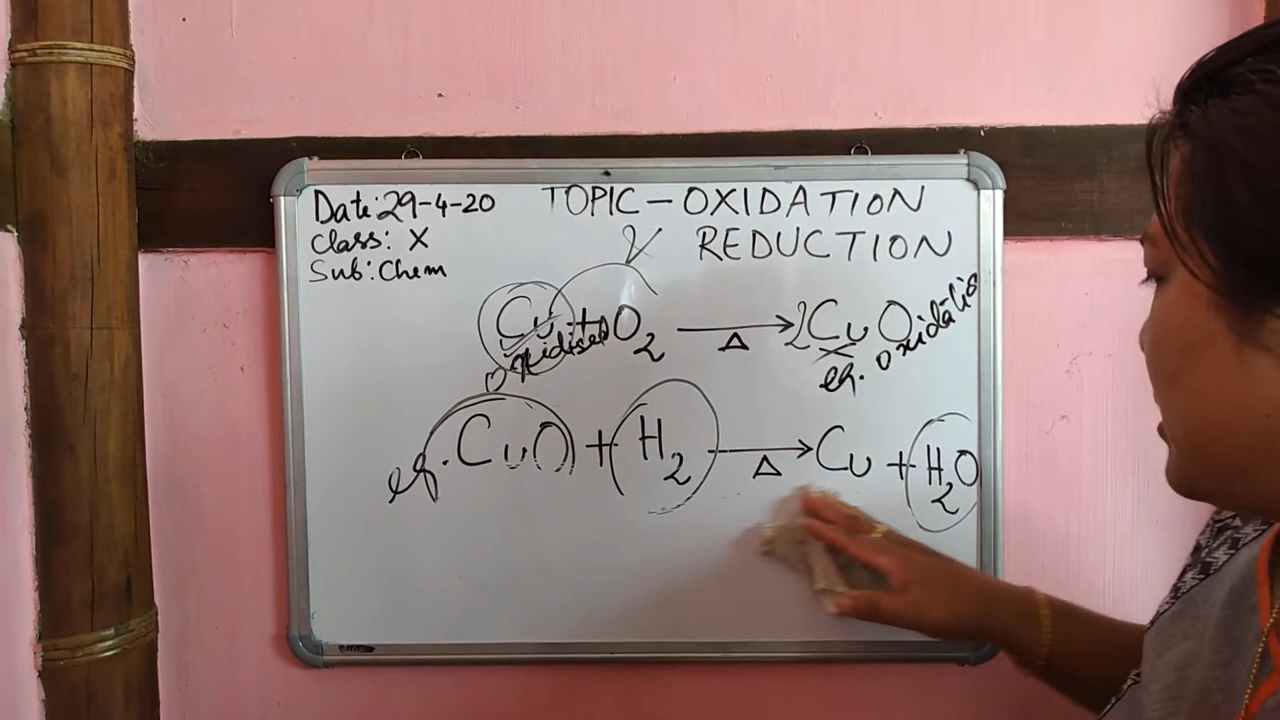 Date: 29-4-20 TOPIC - OXIDATION
Class: X REDUCTION
Sub: Chem
Cu + O₂ →Δ 2CuO
oxidised
eg. oxidatio
eg. CuO + H₂ →Δ Cu + H₂O